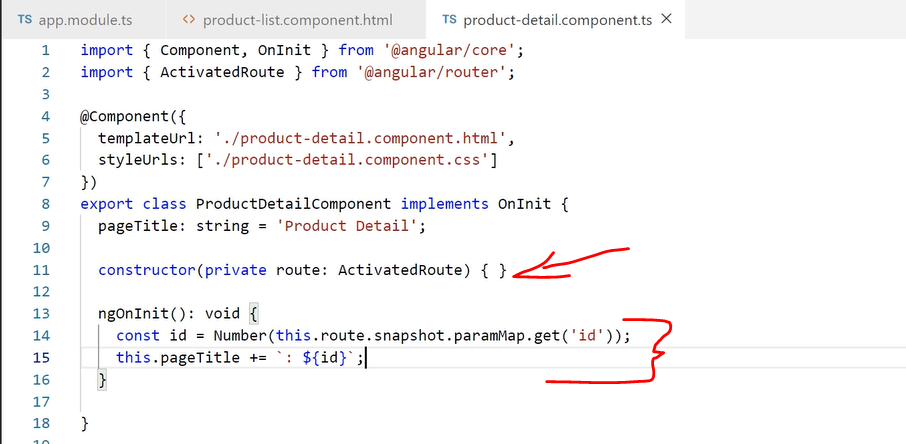 TS app.module.ts <> product-list.component.html TS product-detail.component.ts ×
1 import { Component, OnInit } from '@angular/core';
2 import { ActivatedRoute } from '@angular/router';
3
4 @Component({
5   templateUrl: './product-detail.component.html',
6   styleUrls: ['./product-detail.component.css']
7 })
8 export class ProductDetailComponent implements OnInit {
9   pageTitle: string = 'Product Detail';
10
11   constructor(private route: ActivatedRoute) { }
12
13   ngOnInit(): void {
14     const id = Number(this.route.snapshot.paramMap.get('id'));
15     this.pageTitle += `: ${id}`;
16   }
17
18 }
19